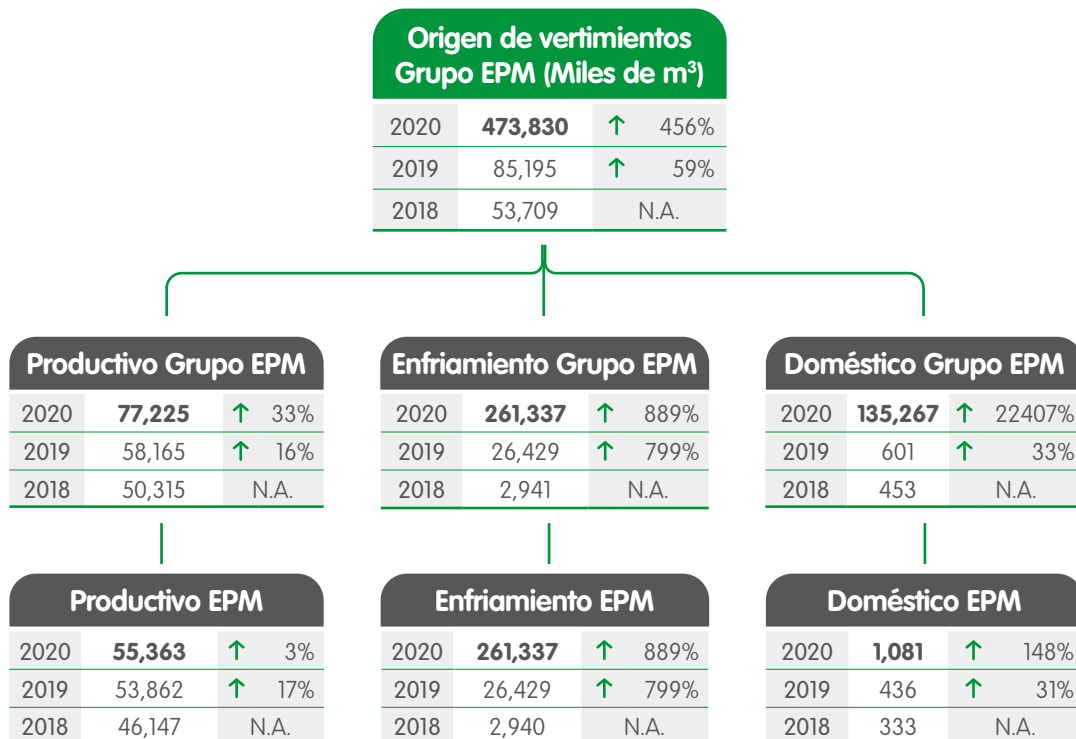 Origen de vertimientos
Grupo EPM (Miles de m³)
2020 473,830 ↑ 456%
2019 85,195 ↑ 59%
2018 53,709 N.A.
Productivo Grupo EPM
2020 77,225 ↑ 33%
2019 58,165 ↑ 16%
2018 50,315 N.A.
Enfriamiento Grupo EPM
2020 261,337 ↑ 889%
2019 26,429 ↑ 799%
2018 2,941 N.A.
Doméstico Grupo EPM
2020 135,267 ↑ 22407%
2019 601 ↑ 33%
2018 453 N.A.
Productivo EPM
2020 55,363 ↑ 3%
2019 53,862 ↑ 17%
2018 46,147 N.A.
Enfriamiento EPM
2020 261,337 ↑ 889%
2019 26,429 ↑ 799%
2018 2,940 N.A.
Doméstico EPM
2020 1,081 ↑ 148%
2019 436 ↑ 31%
2018 333 N.A.